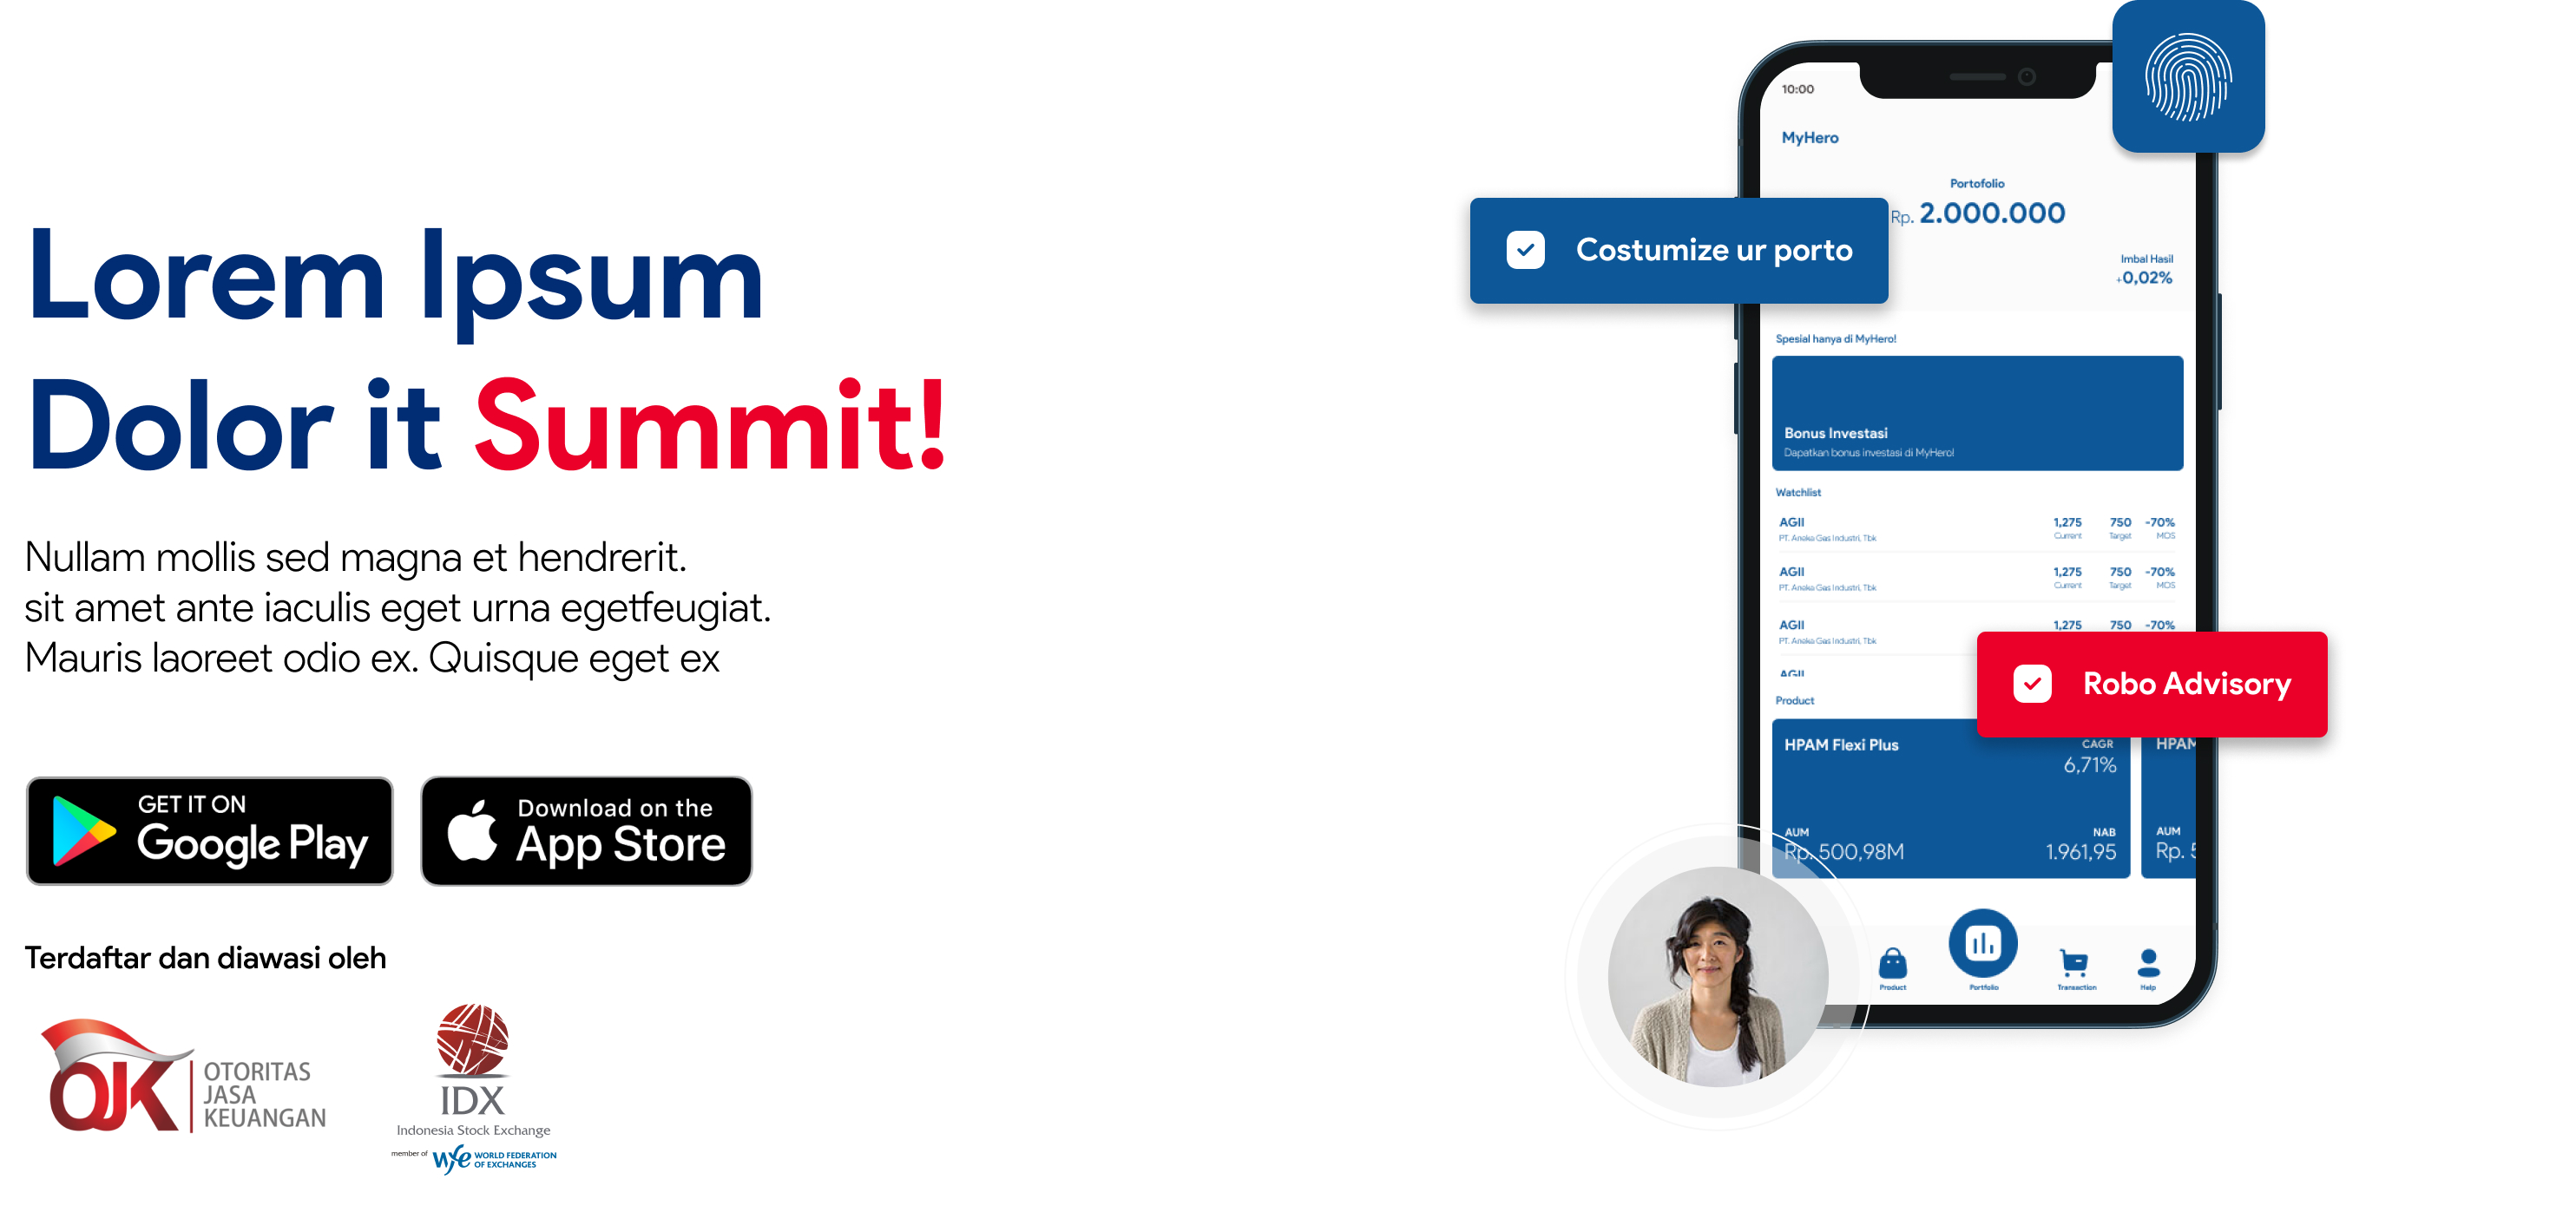 Lorem Ipsum
Dolor it Summit!
Nullam mollis sed magna et hendrerit.
sit amet ante iaculis eget urna egetfeugiat.
Mauris laoreet odio ex. Quisque eget ex
GET IT ON
Google Play
Download on the
App Store
Terdaftar dan diawasi oleh
OJK
OTORITAS
JASA
KEUANGAN
IDX
Indonesia Stock Exchange
member of
wfe
WORLD FEDERATION
OF EXCHANGES
10:00
MyHero
Portofolio
Rp. 2.000.000
Costumize ur porto
Imbal Hasil
+0,02%
Spesial hanya di MyHero!
Bonus Investasi
Dapatkan bonus investasi di MyHero!
Watchlist
AGII 1,275 750 -70%
PT. Aneka Gas Industri, Tbk Current Target MOS
AGII 1,275 750 -70%
PT. Aneka Gas Industri, Tbk Current Target MOS
AGII 1,275 750 -70%
PT. Aneka Gas Industri, Tbk
AGII
Robo Advisory
Product
HPAM Flexi Plus CAGR HPAM
6,71%
AUM NAB AUM
Rp. 500,98M 1.961,95 Rp.
Product Portfolio Transaction Help